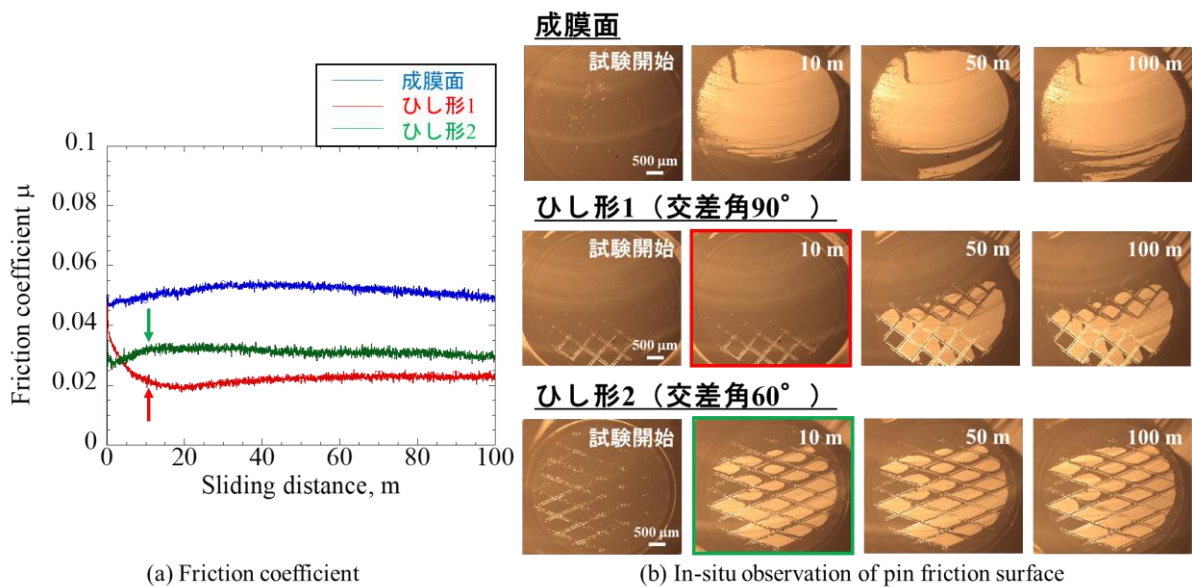 成膜面
ひし形1
ひし形2
0.1
0.08
0.06
0.04
0.02
0
0 20 40 60 80 100
Friction coefficient μ
Sliding distance, m
(a) Friction coefficient
成膜面
試験開始 10 m 50 m 100 m
500 μm
ひし形1（交差角90°）
試験開始 10 m 50 m 100 m
500 μm
ひし形2（交差角60°）
試験開始 10 m 50 m 100 m
500 μm
(b) In-situ observation of pin friction surface